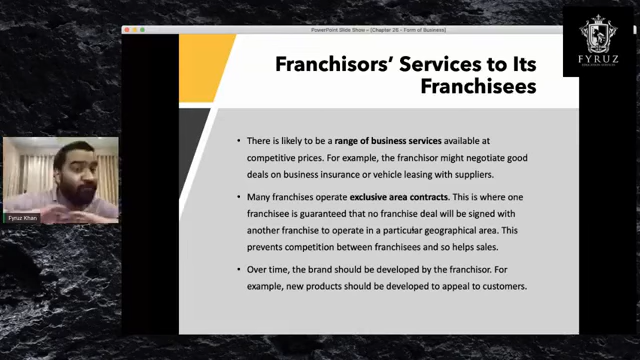 PowerPoint Slide Show - [Chapter 28 - Form of Business]
FYRUZ
Franchisors' Services to Its
Franchisees
• There is likely to be a range of business services available at
competitive prices. For example, the franchisor might negotiate good
deals on business insurance or vehicle leasing with suppliers.
• Many franchises operate exclusive area contracts. This is where one
franchisee is guaranteed that no franchise deal will be signed with
another franchise to operate in a particular geographical area. This
prevents competition between franchisees and so helps sales.
• Over time, the brand should be developed by the franchisor. For
example, new products should be developed to appeal to customers.
Fyruz Khan